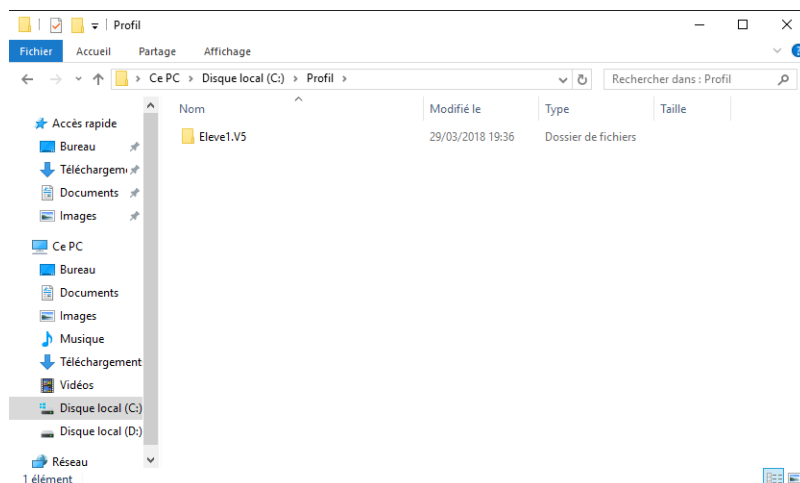 Profil
Fichier Accueil Partage Affichage
Ce PC > Disque local (C:) > Profil >
Rechercher dans : Profil
Nom Modifié le Type Taille
Eleve1.V5 29/03/2018 19:36 Dossier de fichiers
Accès rapide
Bureau
Téléchargem
Documents
Images
Ce PC
Bureau
Documents
Images
Musique
Téléchargement
Vidéos
Disque local (C:)
Disque local (D:)
Réseau
1 élément